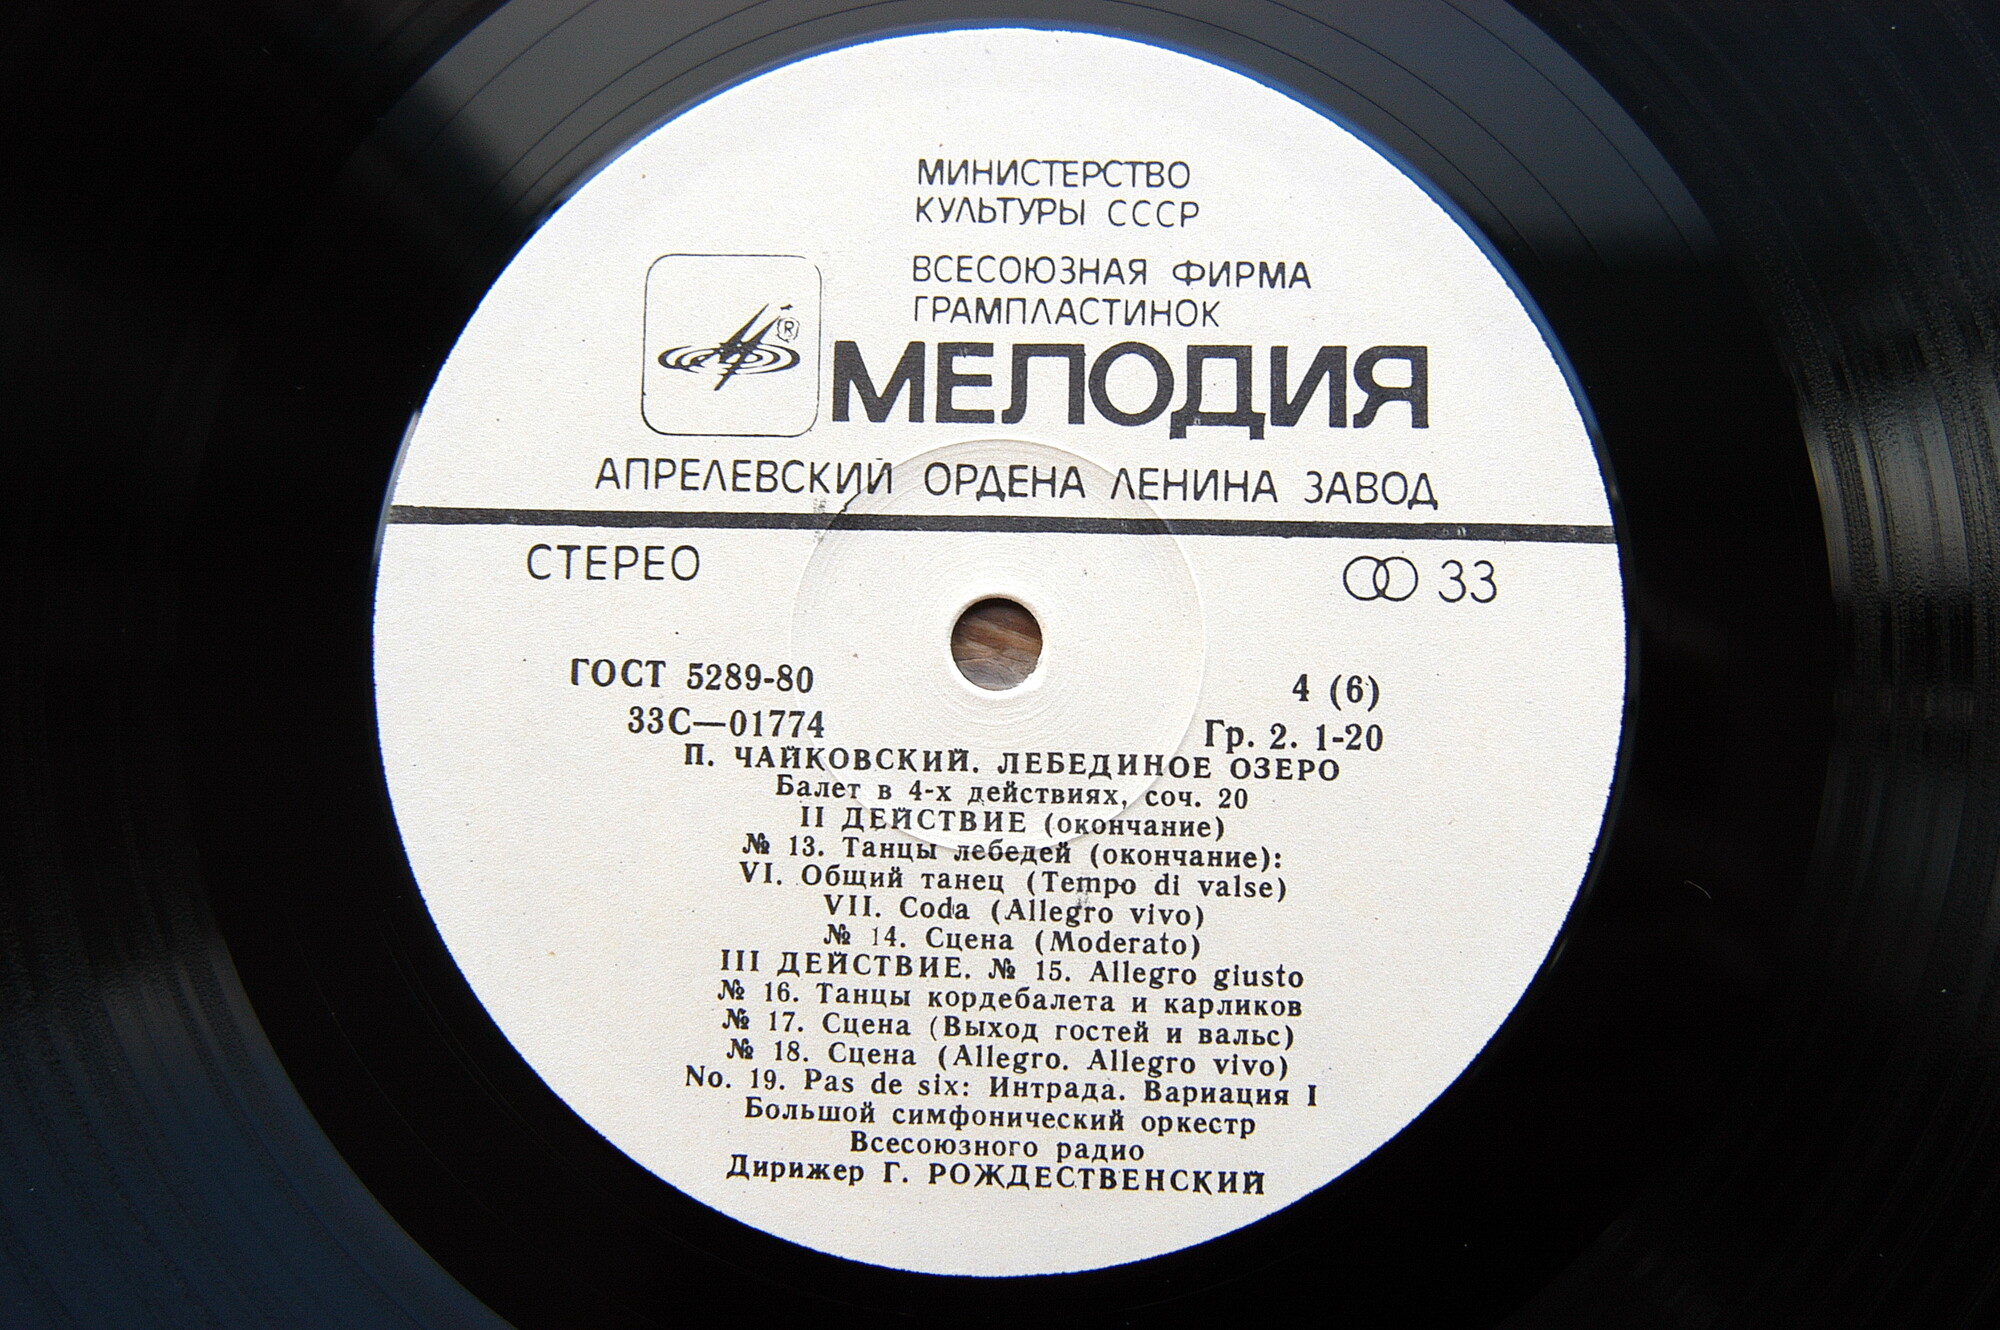 МИНИСТЕРСТВО
КУЛЬТУРЫ СССР
ВСЕСОЮЗНАЯ ФИРМА
ГРАМПЛАСТИНОК
®
МЕЛОДИЯ
АПРЕЛЕВСКИЙ ОРДЕНА ЛЕНИНА ЗАВОД
СТЕРЕО 33
ГОСТ 5289-80 4 (6)
33С—01774 Гр. 2. 1-20
П. ЧАЙКОВСКИЙ. ЛЕБЕДИНОЕ ОЗЕРО
Балет в 4-х действиях, соч. 20
II ДЕЙСТВИЕ (окончание)
№ 13. Танцы лебедей (окончание):
VI. Общий танец (Tempo di valse)
VII. Coda (Allegro vivo)
№ 14. Сцена (Moderato)
III ДЕЙСТВИЕ. № 15. Allegro giusto
№ 16. Танцы кордебалета и карликов
№ 17. Сцена (Выход гостей и вальс)
№ 18. Сцена (Allegro. Allegro vivo)
No. 19. Pas de six: Интрада. Вариация I
Большой симфонический оркестр
Всесоюзного радио
Дирижер Г. РОЖДЕСТВЕНСКИЙ